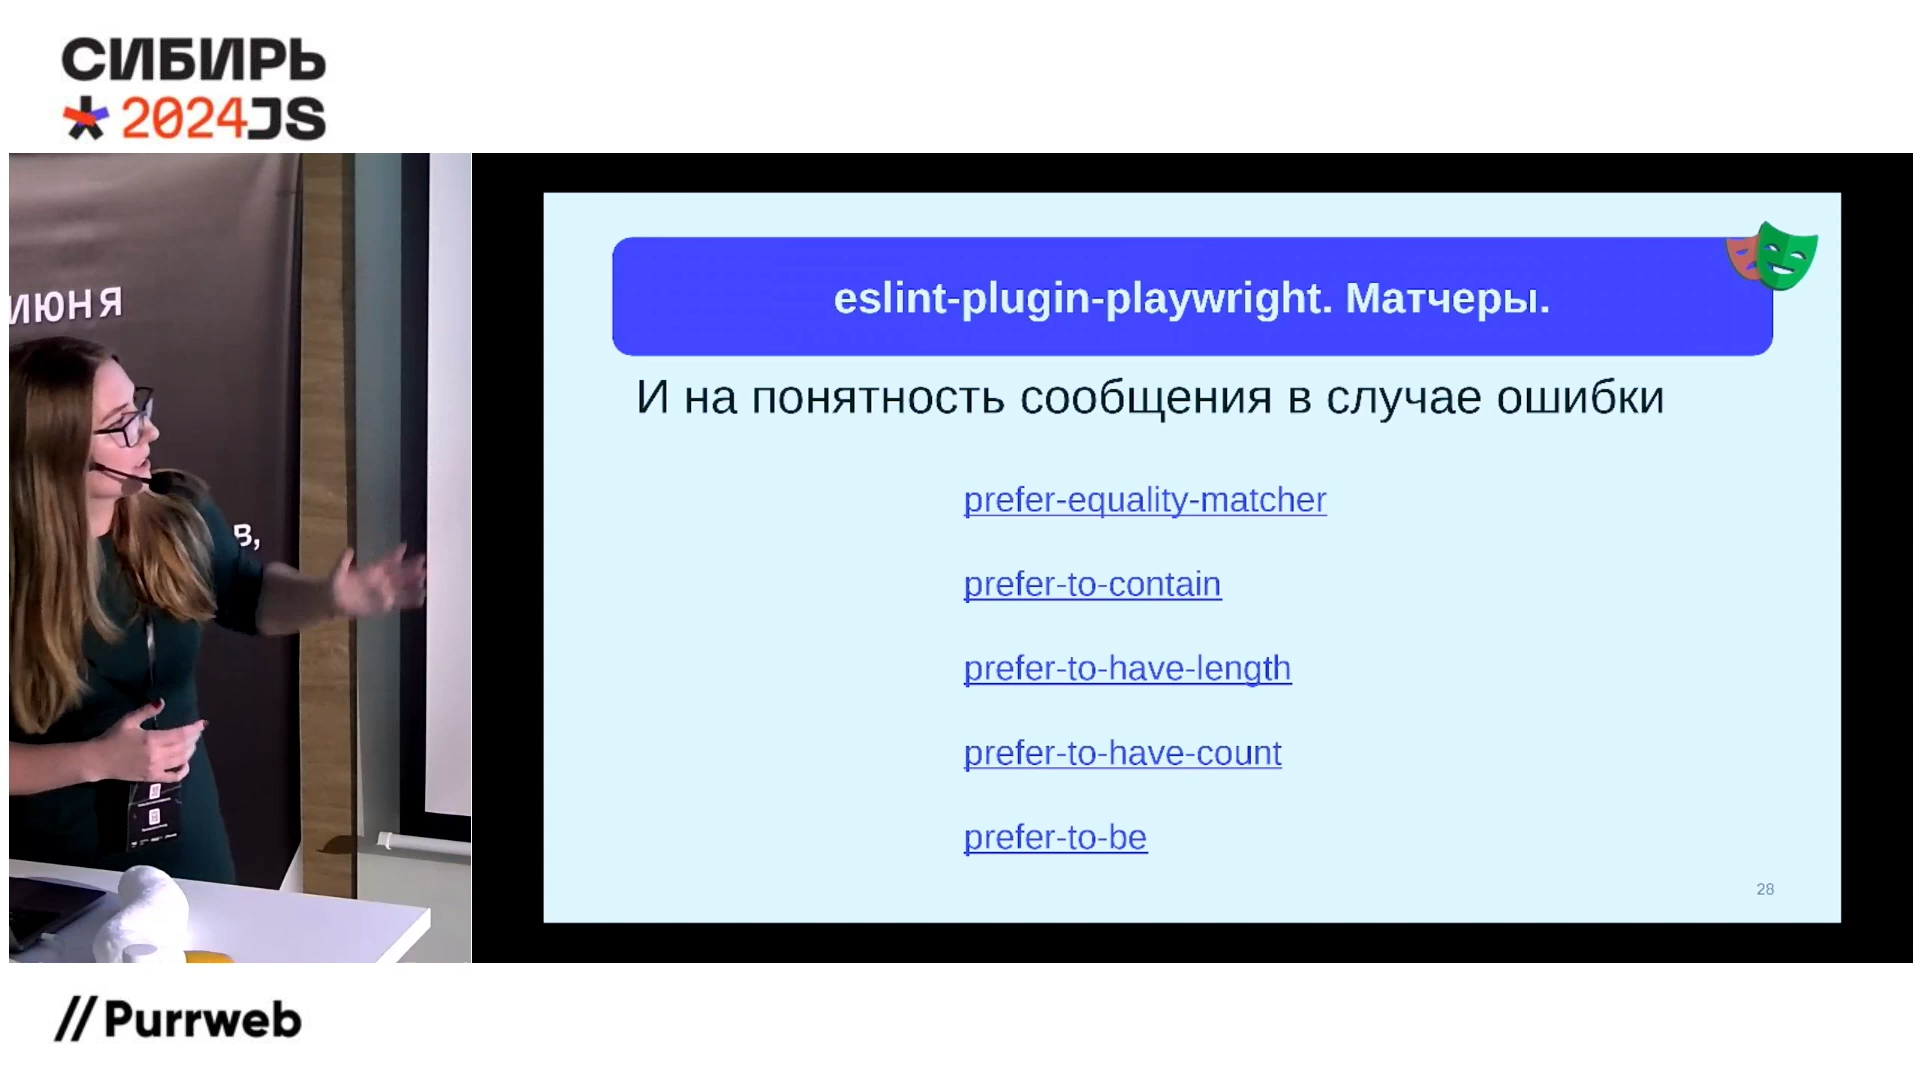 СИБИРЬ
2024JS
ИЮНЯ
в,
eslint-plugin-playwright. Матчеры.
И на понятность сообщения в случае ошибки
prefer-equality-matcher
prefer-to-contain
prefer-to-have-length
prefer-to-have-count
prefer-to-be
28
// Purrweb